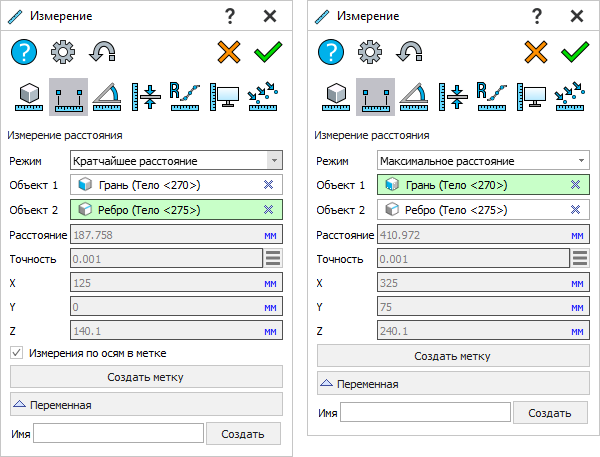 Измерение
?
Измерение расстояния
Режим Кратчайшее расстояние
Объект 1 Грань (Тело <270>)
Объект 2 Ребро (Тело <275>)
Расстояние 187.758 мм
Точность 0.001
X 125 мм
Y 0 мм
Z 140.1 мм
Измерения по осям в метке
Создать метку
Переменная
Имя Создать
Измерение
?
Измерение расстояния
Режим Максимальное расстояние
Объект 1 Грань (Тело <270>)
Объект 2 Ребро (Тело <275>)
Расстояние 410.972 мм
Точность 0.001
X 325 мм
Y 75 мм
Z 240.1 мм
Создать метку
Переменная
Имя Создать